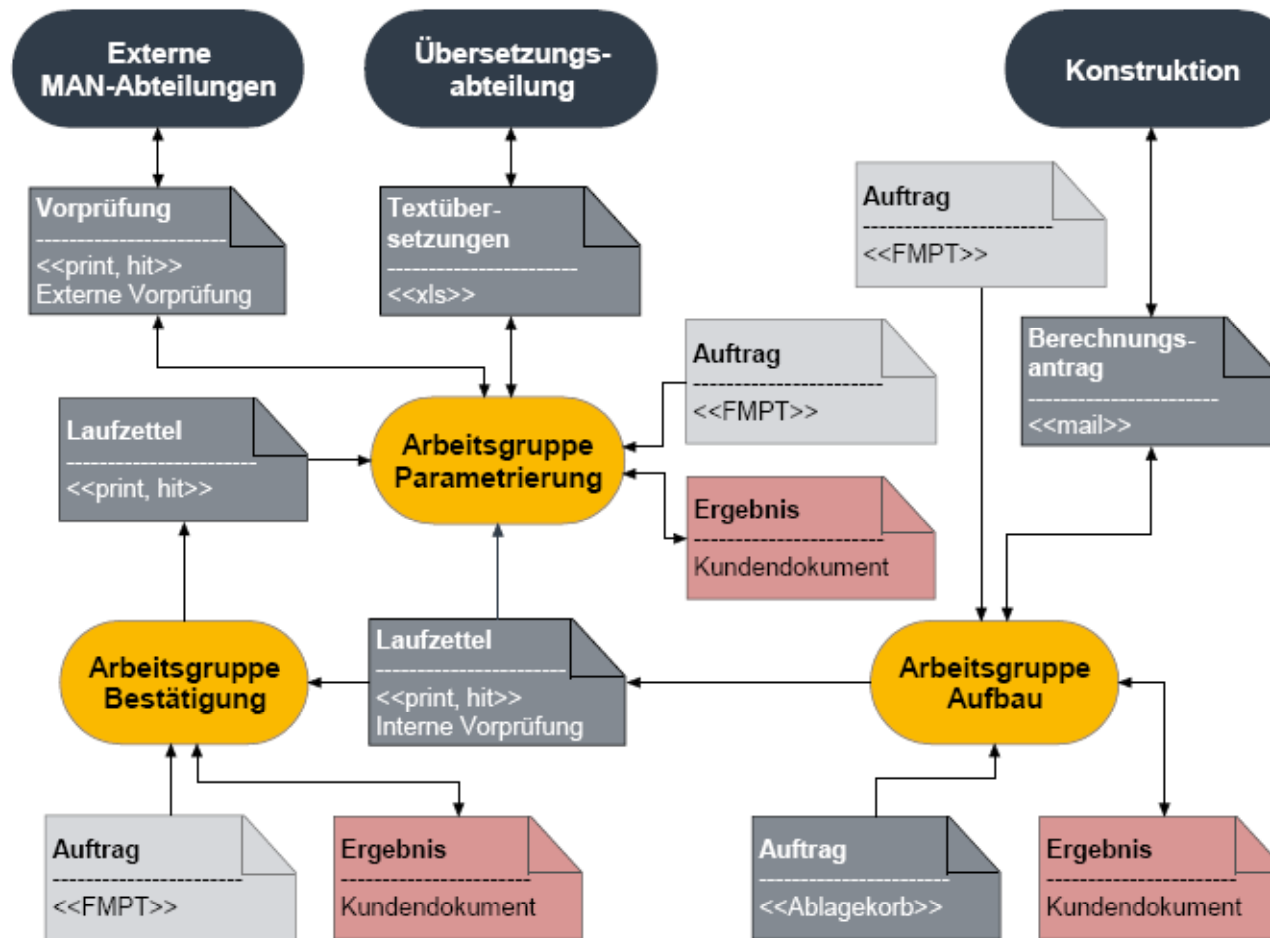 Externe
MAN-Abteilungen
Übersetzungs-
abteilung
Konstruktion
Vorprüfung
<<print, hit>>
Externe Vorprüfung
Textüber-
setzungen
<<xls>>
Auftrag
<<FMPT>>
Auftrag
<<FMPT>>
Berechnungs-
antrag
<<mail>>
Laufzettel
<<print, hit>>
Arbeitsgruppe
Parametrierung
Ergebnis
Kundendokument
Arbeitsgruppe
Bestätigung
Laufzettel
<<print, hit>>
Interne Vorprüfung
Arbeitsgruppe
Aufbau
Auftrag
<<FMPT>>
Ergebnis
Kundendokument
Auftrag
<<Ablagekorb>>
Ergebnis
Kundendokument